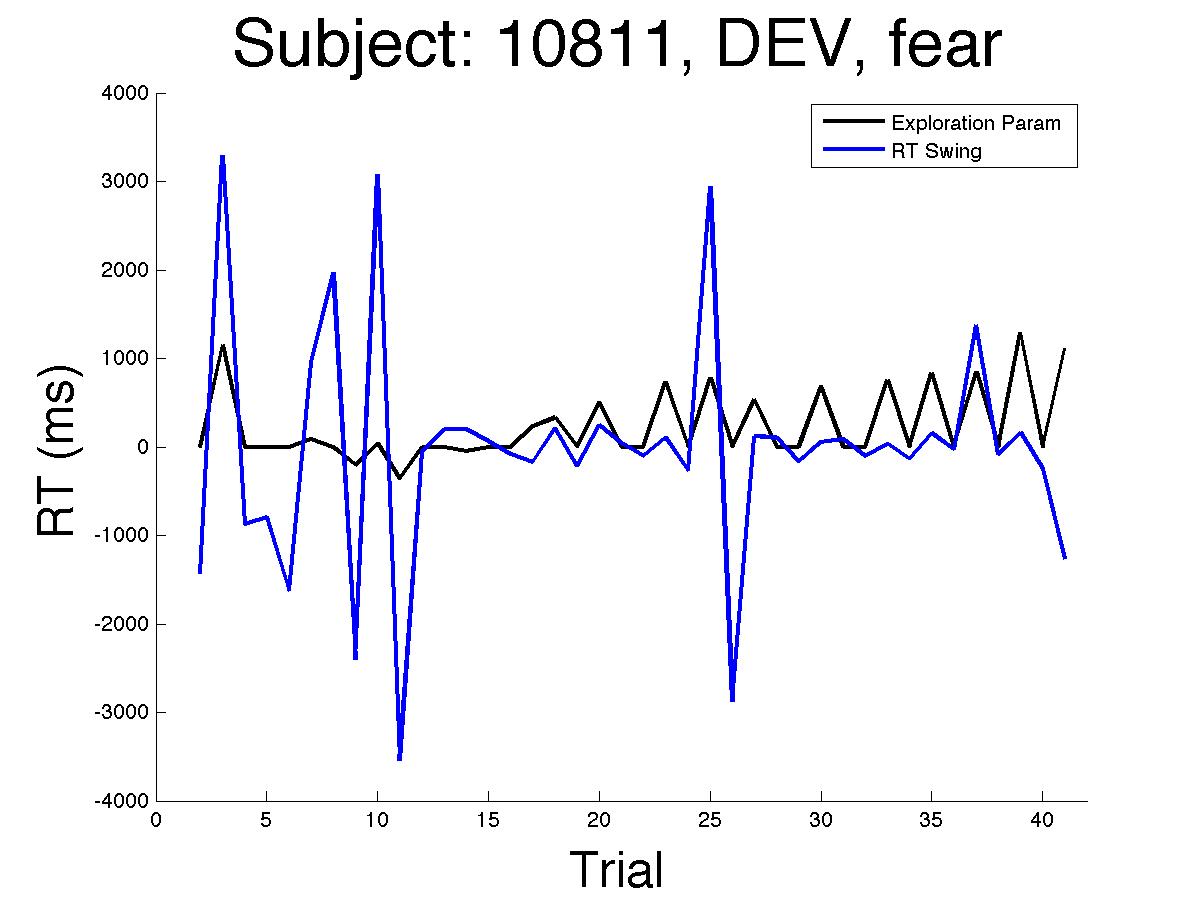 Subject: 10811, DEV, fear
Exploration Param
RT Swing
RT (ms)
4000
3000
2000
1000
0
-1000
-2000
-3000
-4000
0 5 10 15 20 25 30 35 40
Trial